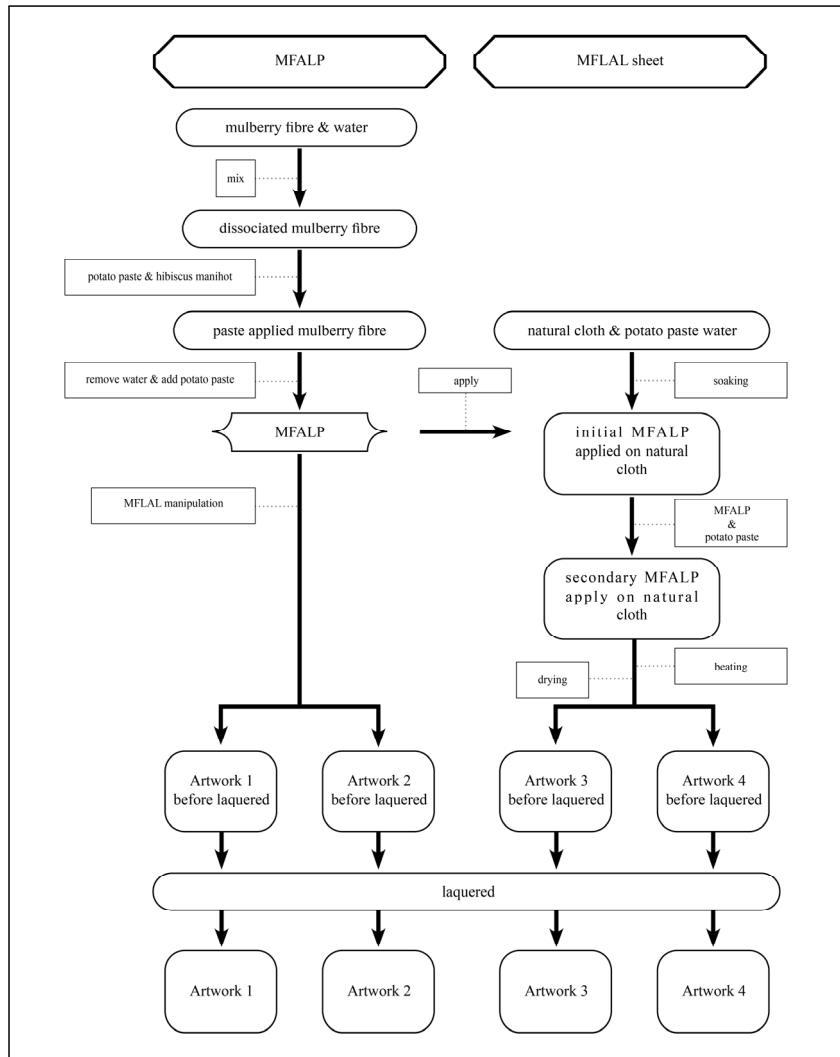 MFALP
MFLAL sheet
mulberry fibre & water
mix
dissociated mulberry fibre
potato paste & hibiscus manihot
paste applied mulberry fibre
natural cloth & potato paste water
remove water & add potato paste
apply
soaking
MFALP
initial MFALP
applied on natural
cloth
MFLAL manipulation
MFALP
&
potato paste
secondary MFALP
apply on natural
cloth
drying
beating
Artwork 1
before laquered
Artwork 2
before laquered
Artwork 3
before laquered
Artwork 4
before laquered
laquered
Artwork 1
Artwork 2
Artwork 3
Artwork 4